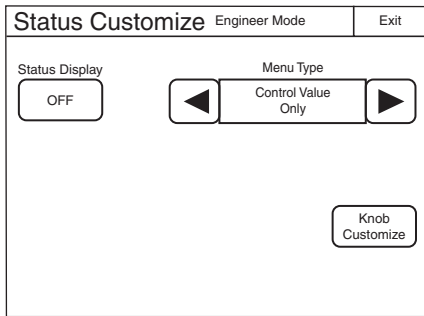 Status Customize Engineer Mode Exit
Status Display Menu Type
OFF
Control Value
Only
Knob
Customize